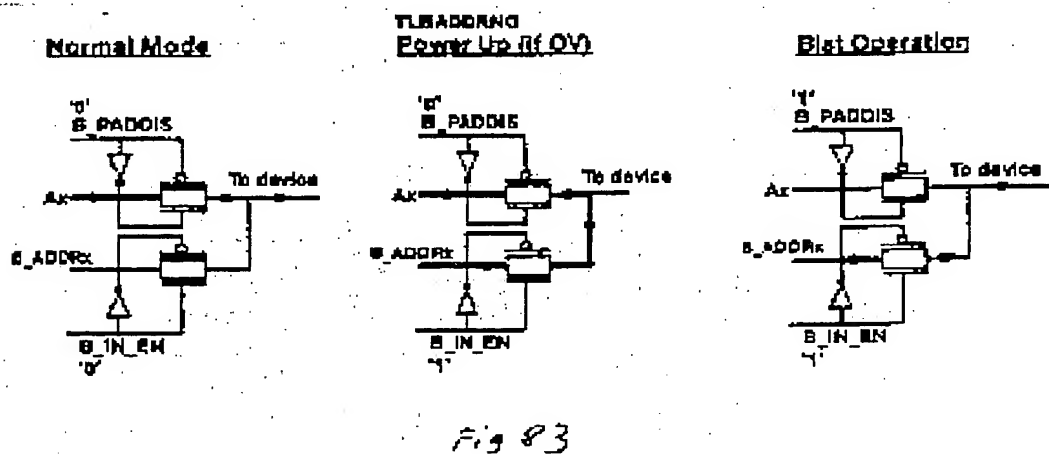 Normal Mode
'0'
B_PADDIS
Ax
To device
B_ADDRx
B_IN_EN
'0'
TLBADDRNG
Power Up (if 0V)
'0'
B_PADDIS
Ax
To device
B_ADDRx
B_IN_EN
'1'
Bist Operation
'1'
B_PADDIS
Ax
To device
B_ADDRx
B_IN_EN
'1'
Fig 83